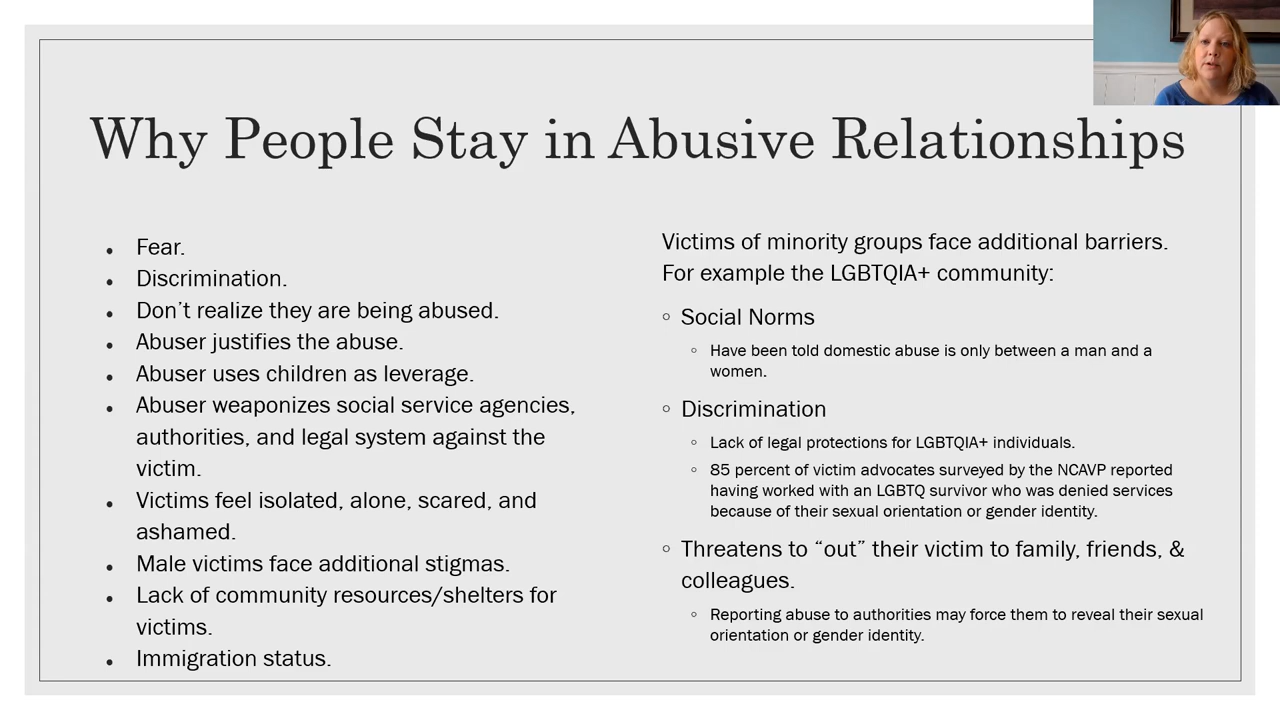 Why People Stay in Abusive Relationships
Fear.
Discrimination.
Don’t realize they are being abused.
Abuser justifies the abuse.
Abuser uses children as leverage.
Abuser weaponizes social service agencies,
authorities, and legal system against the
victim.
Victims feel isolated, alone, scared, and
ashamed.
Male victims face additional stigmas.
Lack of community resources/shelters for
victims.
Immigration status.
Victims of minority groups face additional barriers.
For example the LGBTQIA+ community:
Social Norms
Have been told domestic abuse is only between a man and a
women.
Discrimination
Lack of legal protections for LGBTQIA+ individuals.
85 percent of victim advocates surveyed by the NCAVP reported
having worked with an LGBTQ survivor who was denied services
because of their sexual orientation or gender identity.
Threatens to “out” their victim to family, friends, &
colleagues.
Reporting abuse to authorities may force them to reveal their sexual
orientation or gender identity.